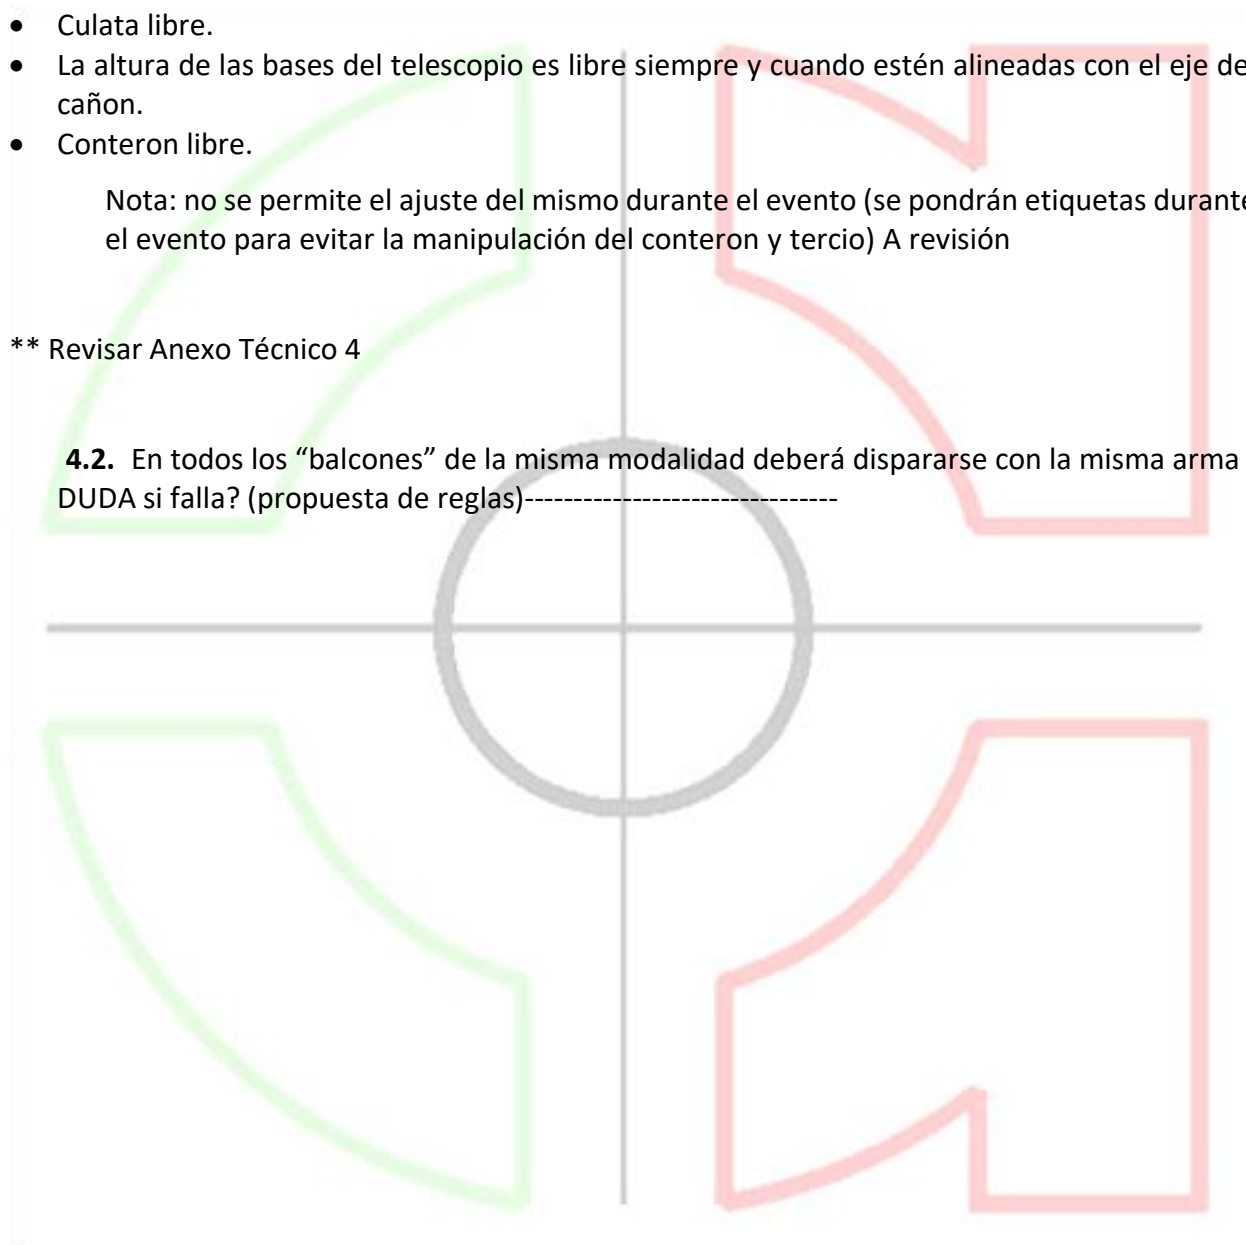 • Culata libre.
• La altura de las bases del telescopio es libre siempre y cuando estén alineadas con el eje de
cañon.
• Conteron libre.
Nota: no se permite el ajuste del mismo durante el evento (se pondrán etiquetas durante
el evento para evitar la manipulación del conteron y tercio) A revisión
** Revisar Anexo Técnico 4
4.2. En todos los “balcones” de la misma modalidad deberá dispararse con la misma arma
DUDA si falla? (propuesta de reglas)--------------------------------